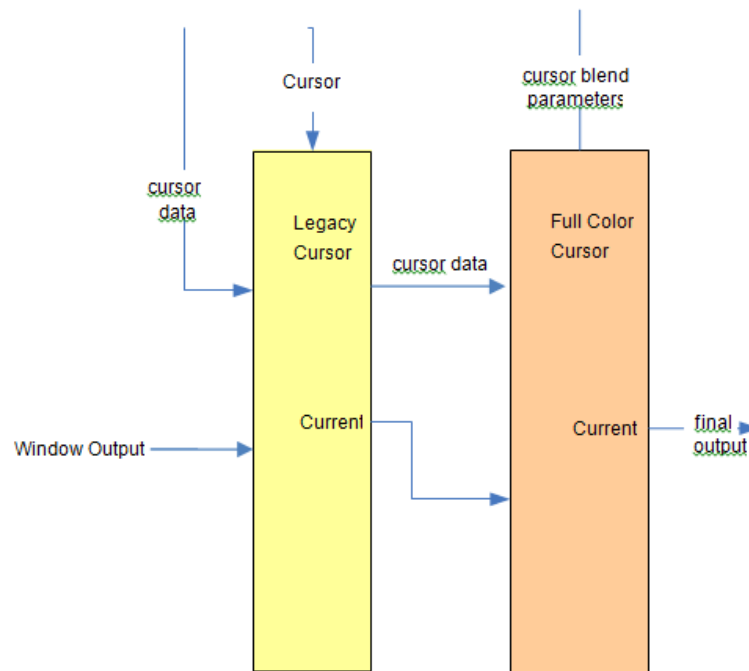 Cursor
cursor blend
parameters
cursor
data
Legacy
Cursor
cursor data
Full Color
Cursor
Window Output
Current
Current
final
output